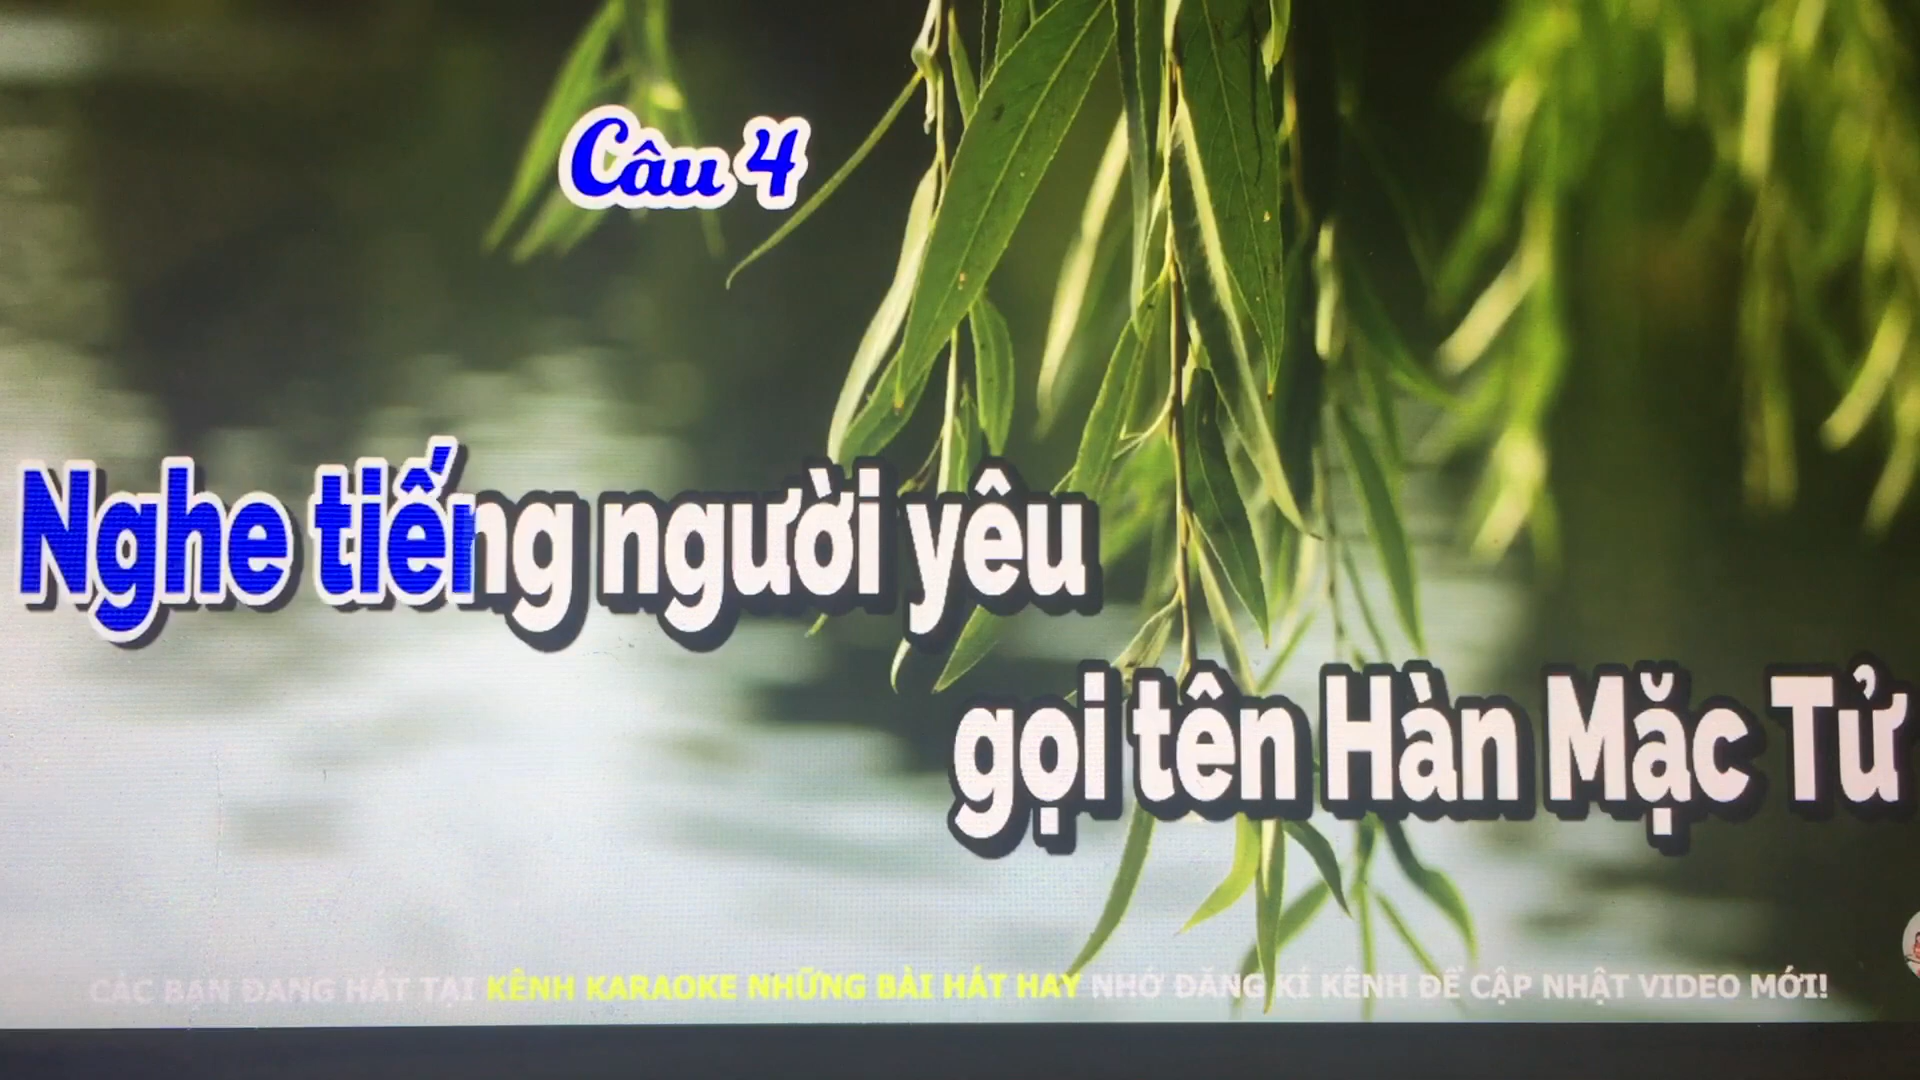 Câu 4
Nghe tiếng người yêu
gọi tên Hàn Mặc Tử
CÁC BẠN ĐANG HÁT TẠI KÊNH KARAOKE NHỮNG BÀI HÁT HAY NHỚ ĐĂNG KÍ KÊNH ĐỂ CẬP NHẬT VIDEO MỚI!